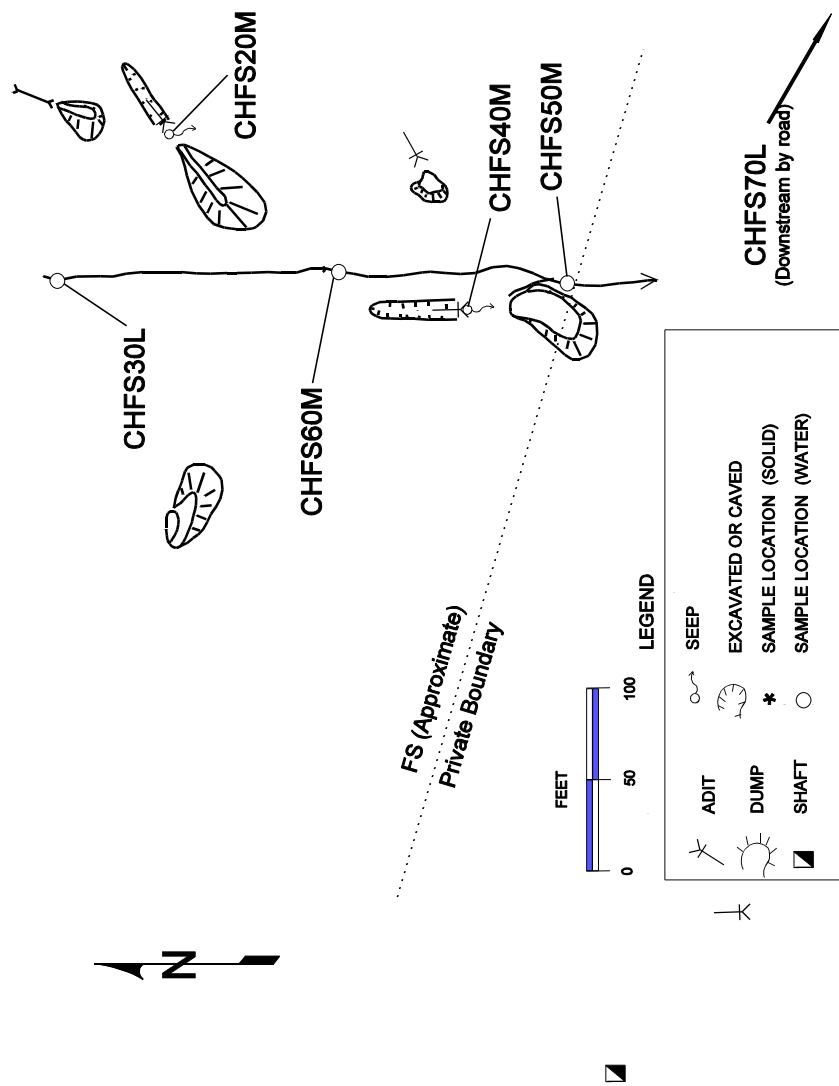 CHFS20M
CHFS30L
CHFS40M
CHFS50M
CHFS60M
CHFS70L
(Downstream by road)
FS (Approximate)
Private Boundary
FEET
0
50
100
LEGEND
ADIT
DUMP
SHAFT
SEEP
EXCAVATED OR CAVED
SAMPLE LOCATION (SOLID)
SAMPLE LOCATION (WATER)
N